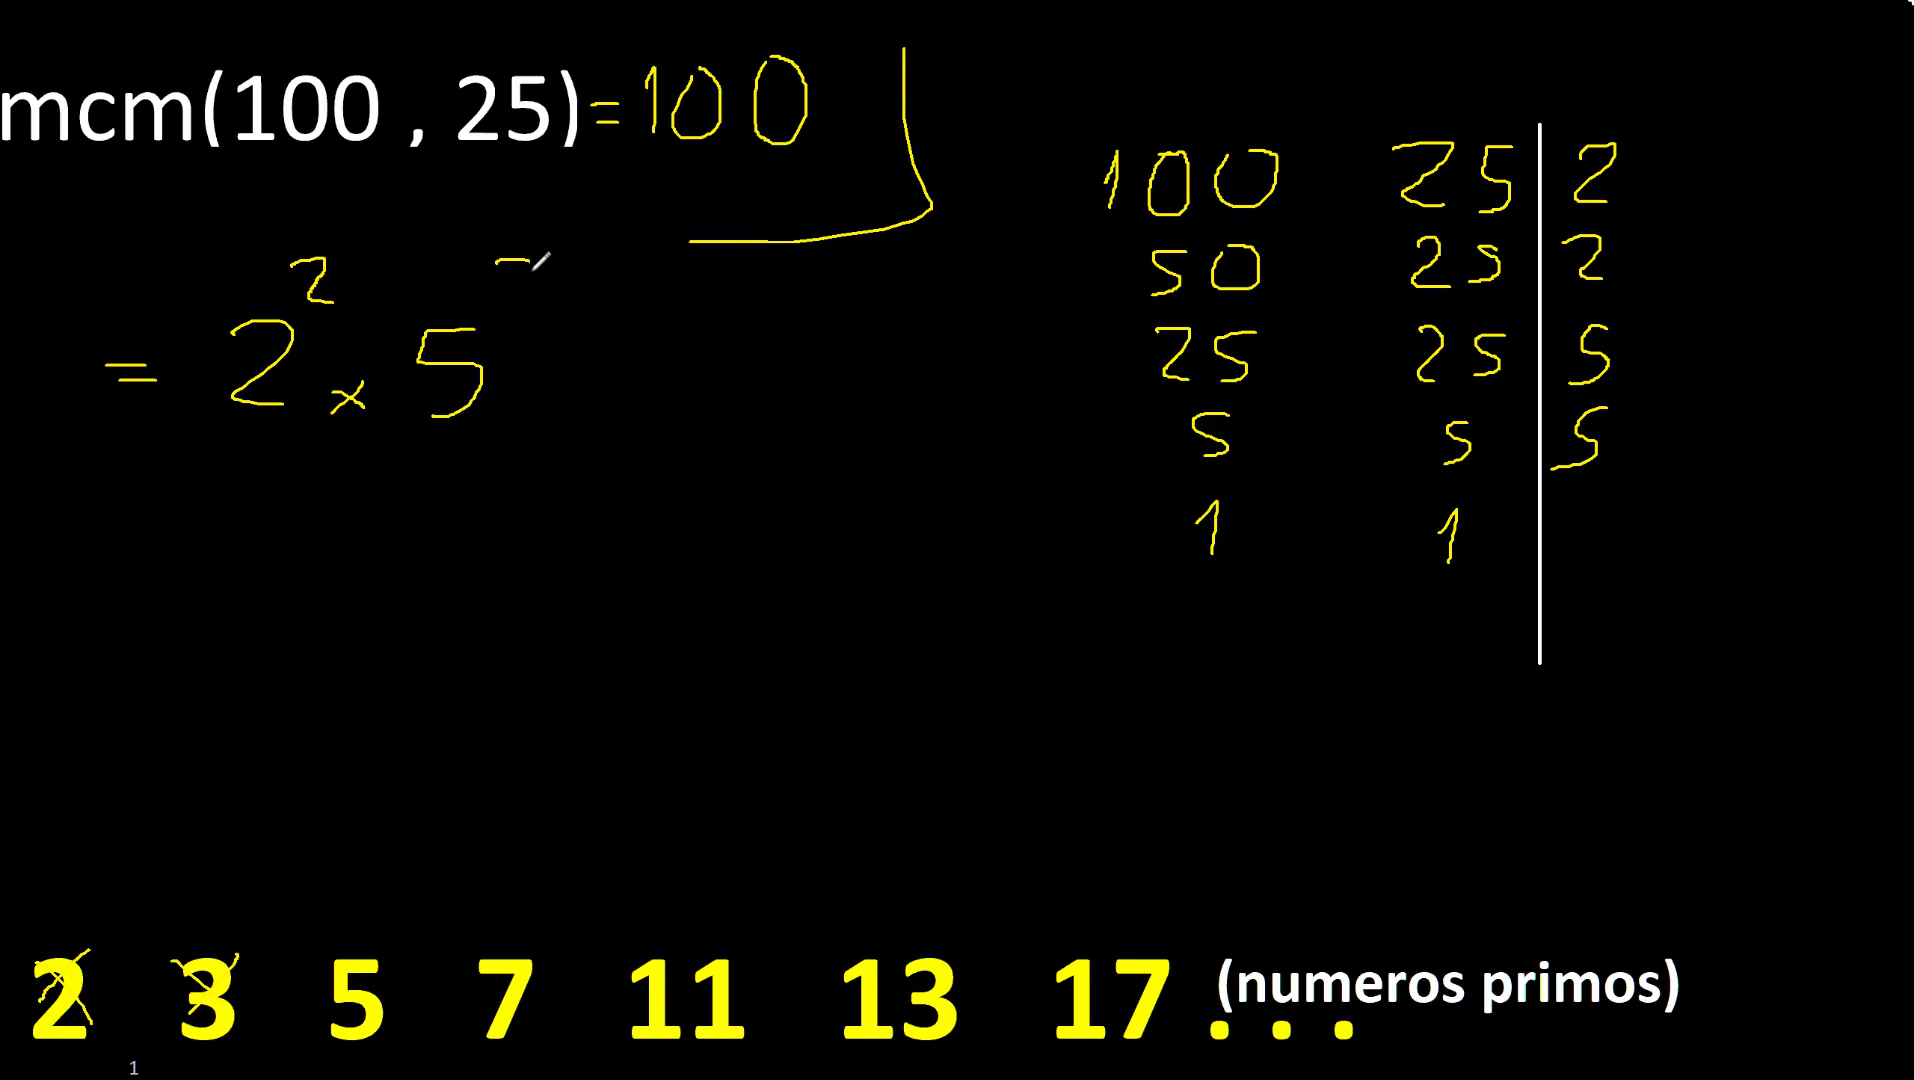 mcm(100 , 25)=100
= 2² x 5
100 25 2
50 25 2
25 25 5
5 5 5
1 1
2 3 5 7 11 13 17 . . . (numeros primos)
1